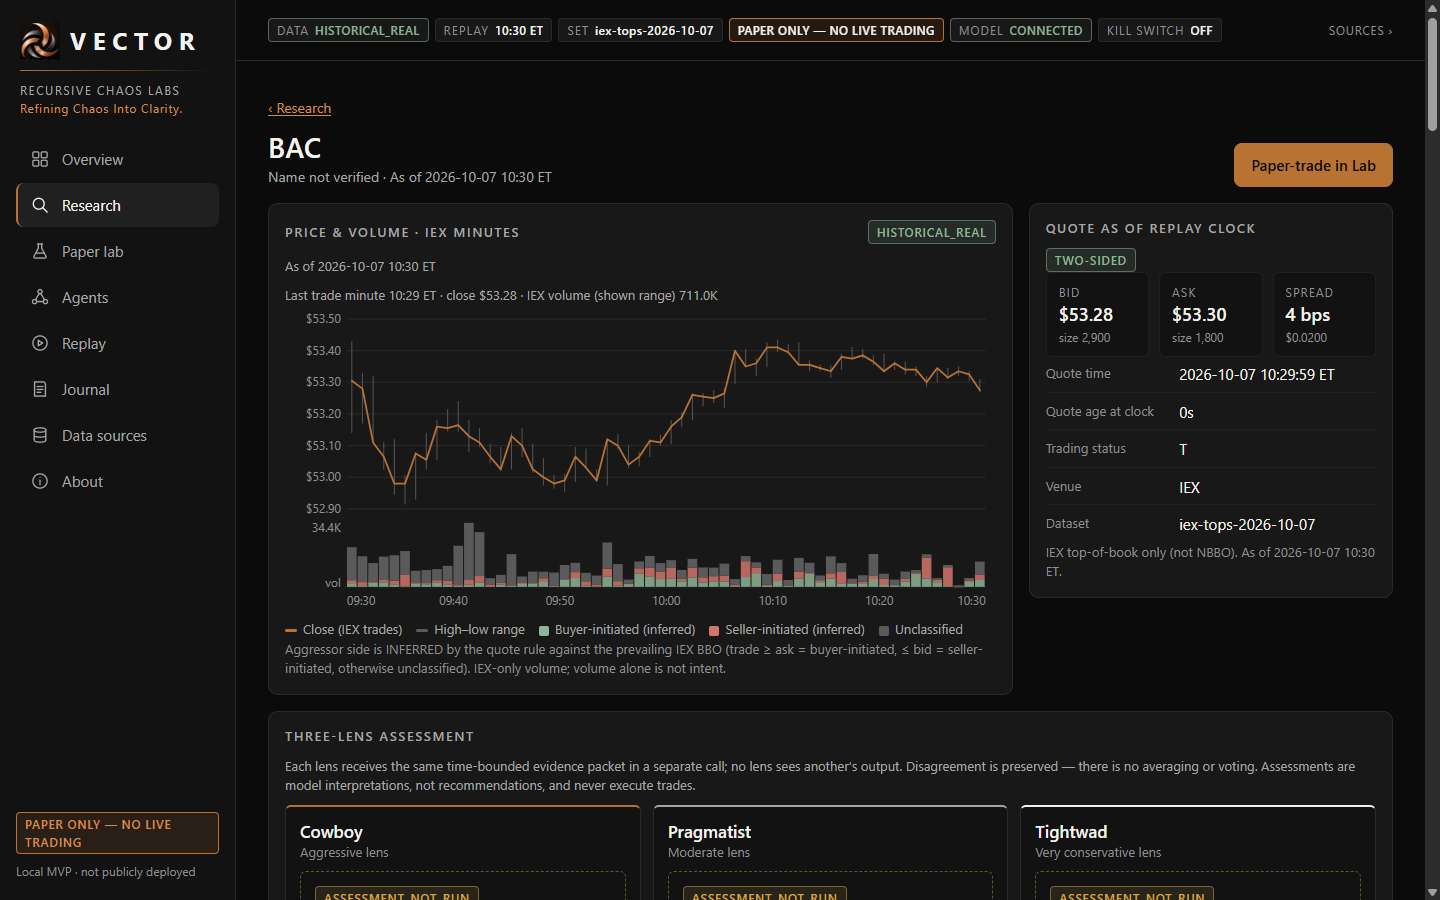 VECTOR
RECURSIVE CHAOS LABS
Refining Chaos Into Clarity.
Overview
Research
Paper lab
Agents
Replay
Journal
Data sources
About
PAPER ONLY — NO LIVE
TRADING
Local MVP · not publicly deployed
DATA HISTORICAL_REAL
REPLAY 10:30 ET
SET iex-tops-2026-10-07
PAPER ONLY — NO LIVE TRADING
MODEL CONNECTED
KILL SWITCH OFF
SOURCES ›
‹ Research
BAC
Name not verified · As of 2026-10-07 10:30 ET
Paper-trade in Lab
PRICE & VOLUME · IEX MINUTES
HISTORICAL_REAL
As of 2026-10-07 10:30 ET
Last trade minute 10:29 ET · close $53.28 · IEX volume (shown range) 711.0K
$53.50
$53.40
$53.30
$53.20
$53.10
$53.00
$52.90
34.4K
vol
09:30 09:40 09:50 10:00 10:10 10:20 10:30
Close (IEX trades) High–low range Buyer-initiated (inferred) Seller-initiated (inferred) Unclassified
Aggressor side is INFERRED by the quote rule against the prevailing IEX BBO (trade ≥ ask = buyer-initiated, ≤ bid = seller-
initiated, otherwise unclassified). IEX-only volume; volume alone is not intent.
QUOTE AS OF REPLAY CLOCK
TWO-SIDED
BID
$53.28
size 2,900
ASK
$53.30
size 1,800
SPREAD
4 bps
$0.0200
Quote time 2026-10-07 10:29:59 ET
Quote age at clock 0s
Trading status T
Venue IEX
Dataset iex-tops-2026-10-07
IEX top-of-book only (not NBBO). As of 2026-10-07 10:30
ET.
THREE-LENS ASSESSMENT
Each lens receives the same time-bounded evidence packet in a separate call; no lens sees another's output. Disagreement is preserved — there is no averaging or voting. Assessments are
model interpretations, not recommendations, and never execute trades.
Cowboy
Aggressive lens
ASSESSMENT_NOT_RUN
Pragmatist
Moderate lens
ASSESSMENT_NOT_RUN
Tightwad
Very conservative lens
ASSESSMENT_NOT_RUN